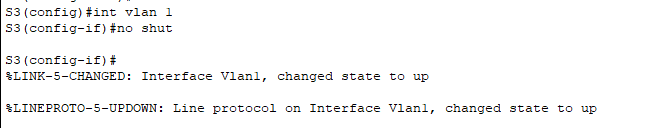 S3(config)#int vlan 1
S3(config-if)#no shut
S3(config-if)#
%LINK-5-CHANGED: Interface Vlan1, changed state to up
%LINEPROTO-5-UPDOWN: Line protocol on Interface Vlan1, changed state to up